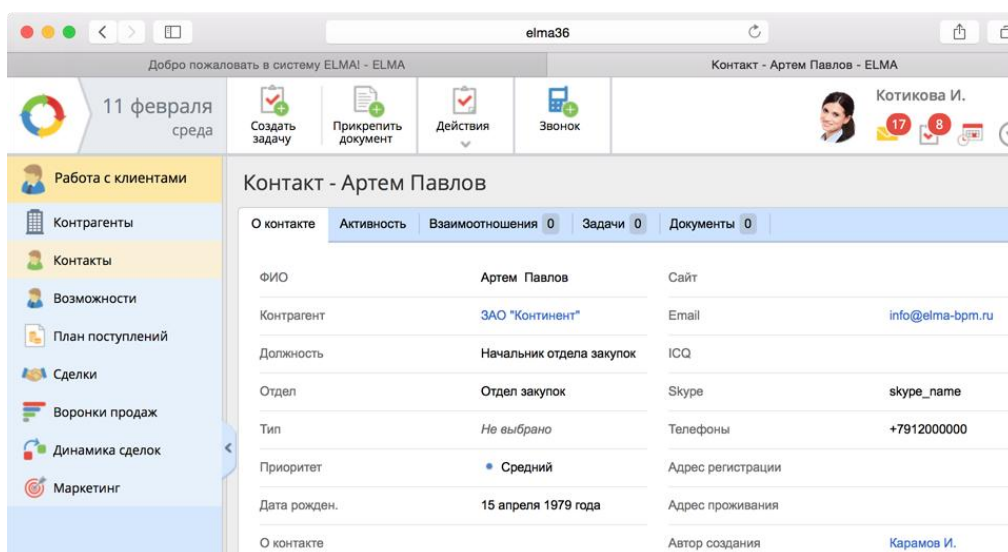 elma36
Добро пожаловать в систему ELMA! - ELMA
Контакт - Артем Павлов - ELMA
11 февраля
среда
Создать задачу
Прикрепить документ
Действия
Звонок
Котикова И.
17
8
Работа с клиентами
Контрагенты
Контакты
Возможности
План поступлений
Сделки
Воронки продаж
Динамика сделок
Маркетинг
Контакт - Артем Павлов
О контакте Активность Взаимоотношения 0 Задачи 0 Документы 0
ФИО Артем Павлов Сайт
Контрагент ЗАО "Континент" Email info@elma-bpm.ru
Должность Начальник отдела закупок ICQ
Отдел Отдел закупок Skype skype_name
Тип Не выбрано Телефоны +7912000000
Приоритет Средний Адрес регистрации
Дата рожден. 15 апреля 1979 года Адрес проживания
О контакте Автор создания Карамов И.